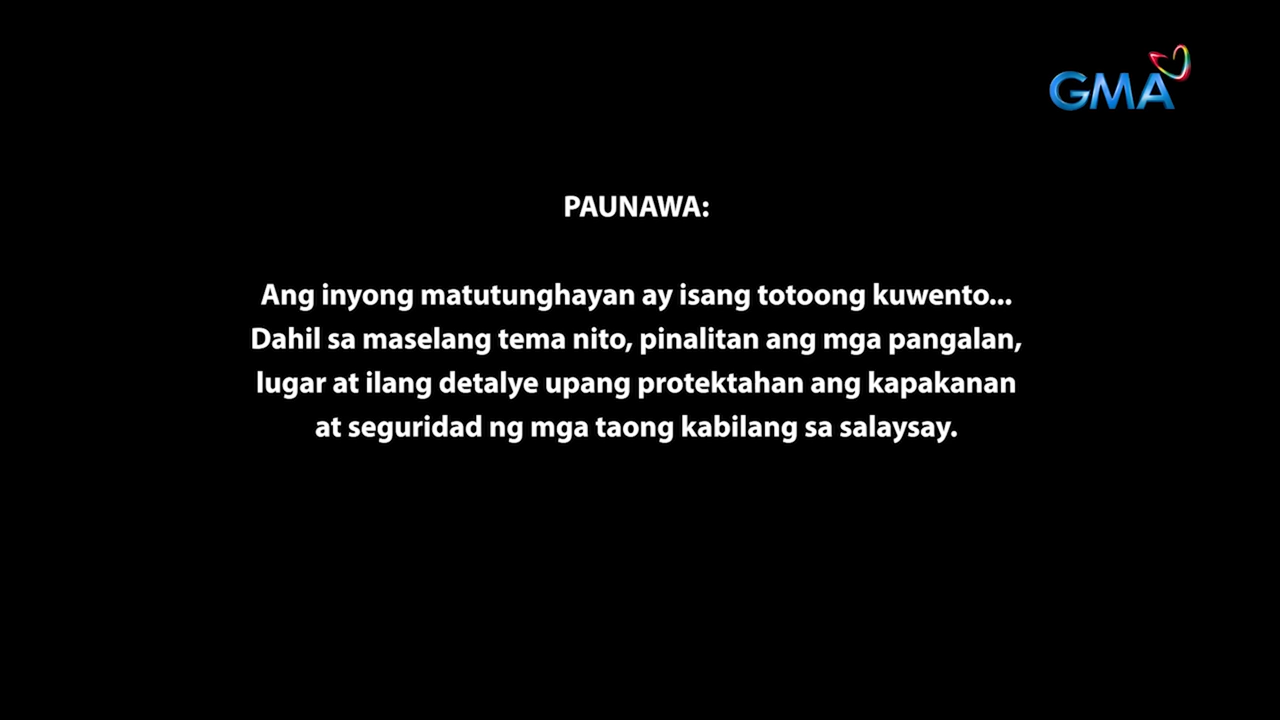 GMA
PAUNAWA:
Ang inyong matutunghayan ay isang totoong kuwento...
Dahil sa maselang tema nito, pinalitan ang mga pangalan,
lugar at ilang detalye upang protektahan ang kapakanan
at seguridad ng mga taong kabilang sa salaysay.